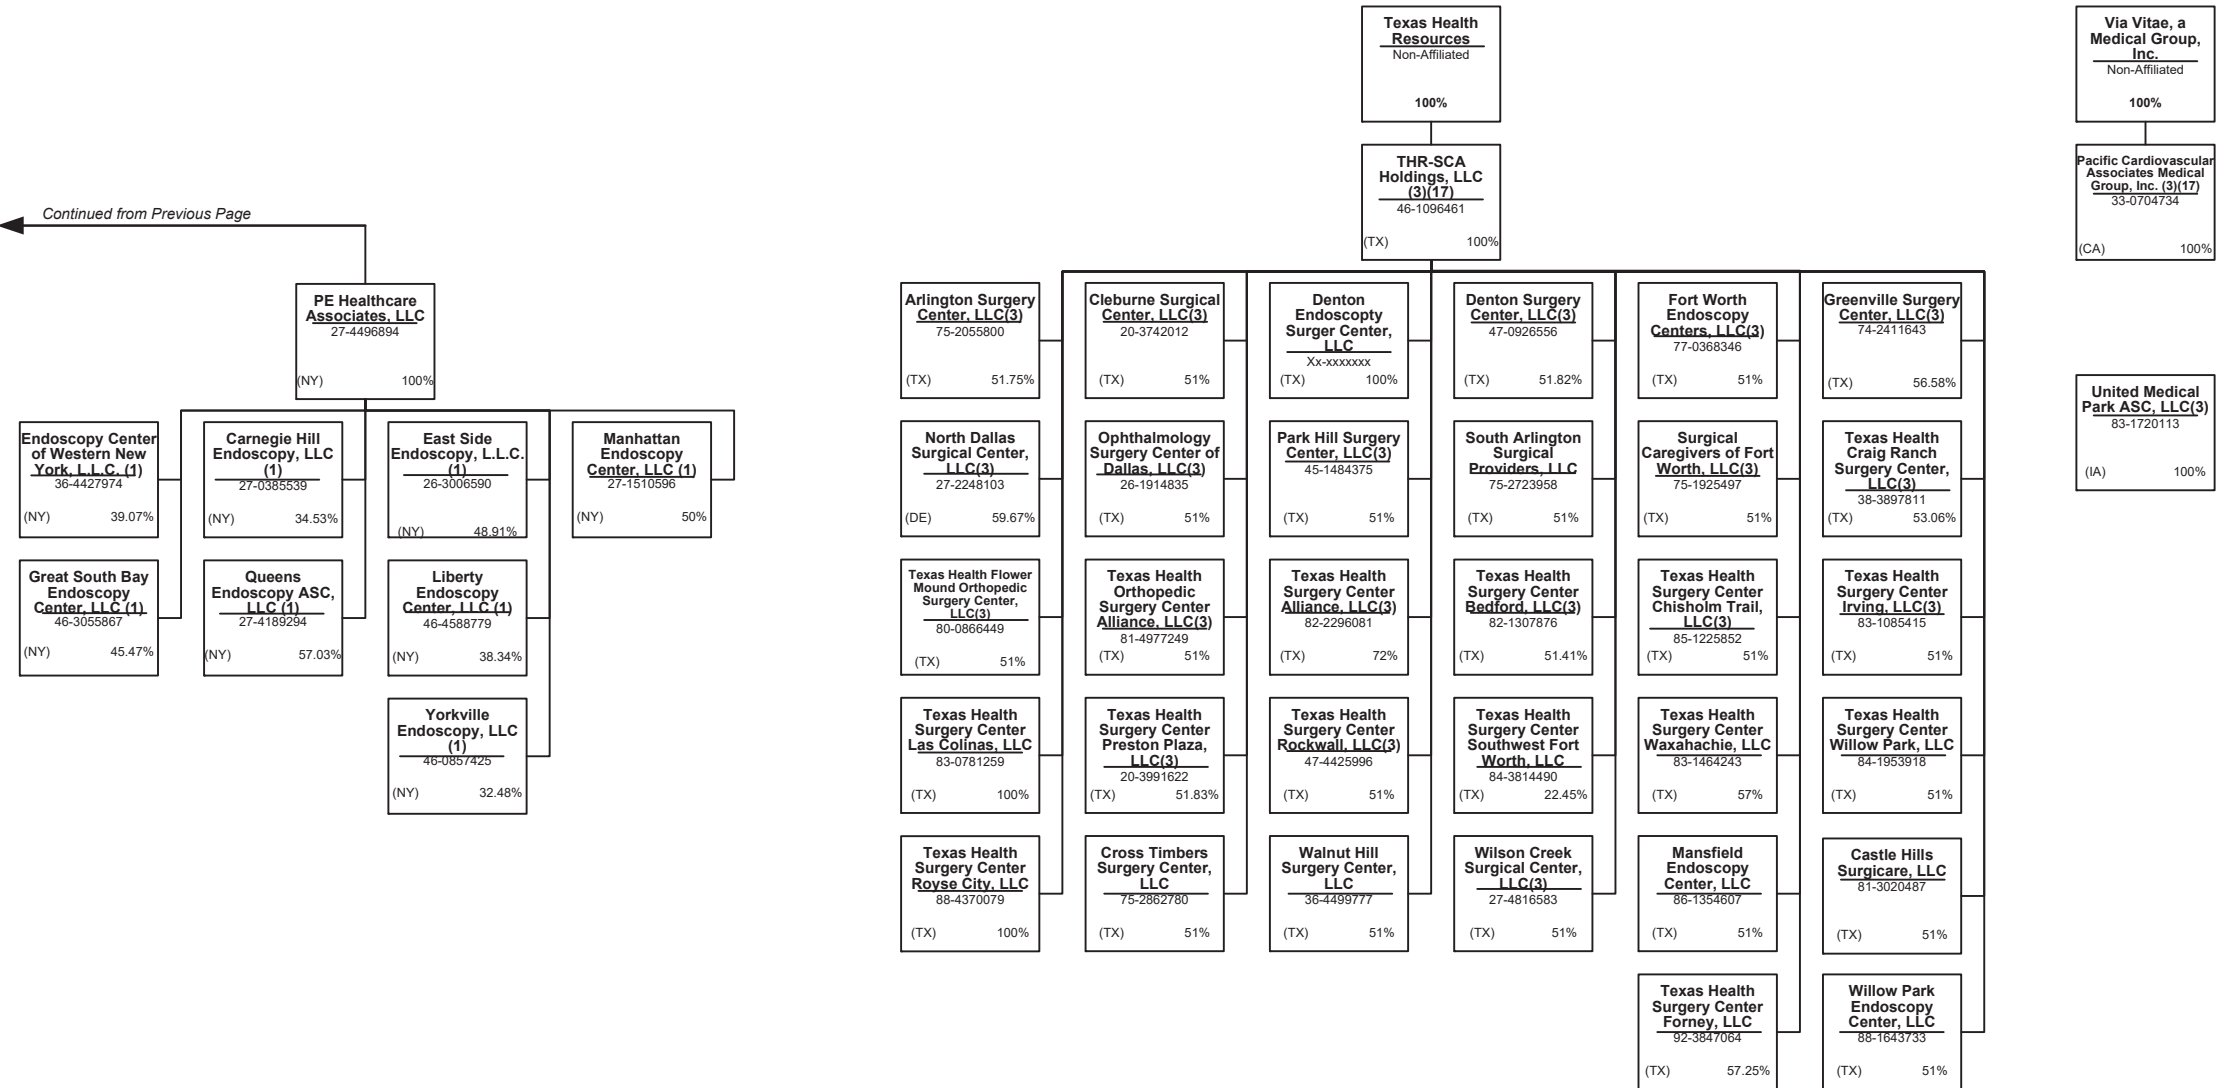 Texas Health
Resources
Non-Affiliated
100%
Via Vitae, a
Medical Group,
Inc.
Non-Affiliated
100%
THR-SCA
Holdings, LLC
(3)(17)
46-1096461
(TX) 100%
Pacific Cardiovascular
Associates Medical
Group, Inc. (3)(17)
33-0704734
(CA) 100%
Continued from Previous Page
PE Healthcare
Associates, LLC
27-4496894
(NY) 100%
Arlington Surgery
Center, LLC(3)
75-2055800
(TX) 51.75%
Cleburne Surgical
Center, LLC(3)
20-3742012
(TX) 51%
Denton
Endoscopty
Surger Center,
LLC
Xx-xxxxxxx
(TX) 100%
Denton Surgery
Center, LLC(3)
47-0926556
(TX) 51.82%
Fort Worth
Endoscopy
Centers, LLC(3)
77-0368346
(TX) 51%
Greenville Surgery
Center, LLC(3)
74-2411643
(TX) 56.58%
United Medical
Park ASC, LLC(3)
83-1720113
(IA) 100%
Endoscopy Center
of Western New
York, L.L.C. (1)
36-4427974
(NY) 39.07%
Carnegie Hill
Endoscopy, LLC
(1)
27-0385539
(NY) 34.53%
East Side
Endoscopy, L.L.C.
(1)
26-3006590
(NY) 48.91%
Manhattan
Endoscopy
Center, LLC (1)
27-1510596
(NY) 50%
North Dallas
Surgical Center,
LLC(3)
27-2248103
(DE) 59.67%
Ophthalmology
Surgery Center of
Dallas, LLC(3)
26-1914835
(TX) 51%
Park Hill Surgery
Center, LLC(3)
45-1484375
(TX) 51%
South Arlington
Surgical
Providers, LLC
75-2723958
(TX) 51%
Surgical
Caregivers of Fort
Worth, LLC(3)
75-1925497
(TX) 51%
Texas Health
Craig Ranch
Surgery Center,
LLC(3)
38-3897811
(TX) 53.06%
Great South Bay
Endoscopy
Center, LLC (1)
46-3055867
(NY) 45.47%
Queens
Endoscopy ASC,
LLC (1)
27-4189294
(NY) 57.03%
Liberty
Endoscopy
Center, LLC (1)
46-4588779
(NY) 38.34%
Texas Health Flower
Mound Orthopedic
Surgery Center,
LLC(3)
80-0866449
(TX) 51%
Texas Health
Orthopedic
Surgery Center
Alliance, LLC(3)
81-4977249
(TX) 51%
Texas Health
Surgery Center
Alliance, LLC(3)
82-2296081
(TX) 72%
Texas Health
Surgery Center
Bedford, LLC(3)
82-1307876
(TX) 51.41%
Texas Health
Surgery Center
Chisholm Trail,
LLC(3)
85-1225852
(TX) 51%
Texas Health
Surgery Center
Irving, LLC(3)
83-1085415
(TX) 51%
Yorkville
Endoscopy, LLC
(1)
46-0857425
(NY) 32.48%
Texas Health
Surgery Center
Las Colinas, LLC
83-0781259
(TX) 100%
Texas Health
Surgery Center
Preston Plaza,
LLC(3)
20-3991622
(TX) 51.83%
Texas Health
Surgery Center
Rockwall, LLC(3)
47-4425996
(TX) 51%
Texas Health
Surgery Center
Southwest Fort
Worth, LLC
84-3814490
(TX) 22.45%
Texas Health
Surgery Center
Waxahachie, LLC
83-1464243
(TX) 57%
Texas Health
Surgery Center
Willow Park, LLC
84-1953918
(TX) 51%
Texas Health
Surgery Center
Royse City, LLC
88-4370079
(TX) 100%
Cross Timbers
Surgery Center,
LLC
75-2862780
(TX) 51%
Walnut Hill
Surgery Center,
LLC
36-4499777
(TX) 51%
Wilson Creek
Surgical Center,
LLC(3)
27-4816583
(TX) 51%
Mansfield
Endoscopy
Center, LLC
86-1354607
(TX) 51%
Castle Hills
Surgicare, LLC
81-3020487
(TX) 51%
Texas Health
Surgery Center
Forney, LLC
92-3847064
(TX) 57.25%
Willow Park
Endoscopy
Center, LLC
88-1643733
(TX) 51%